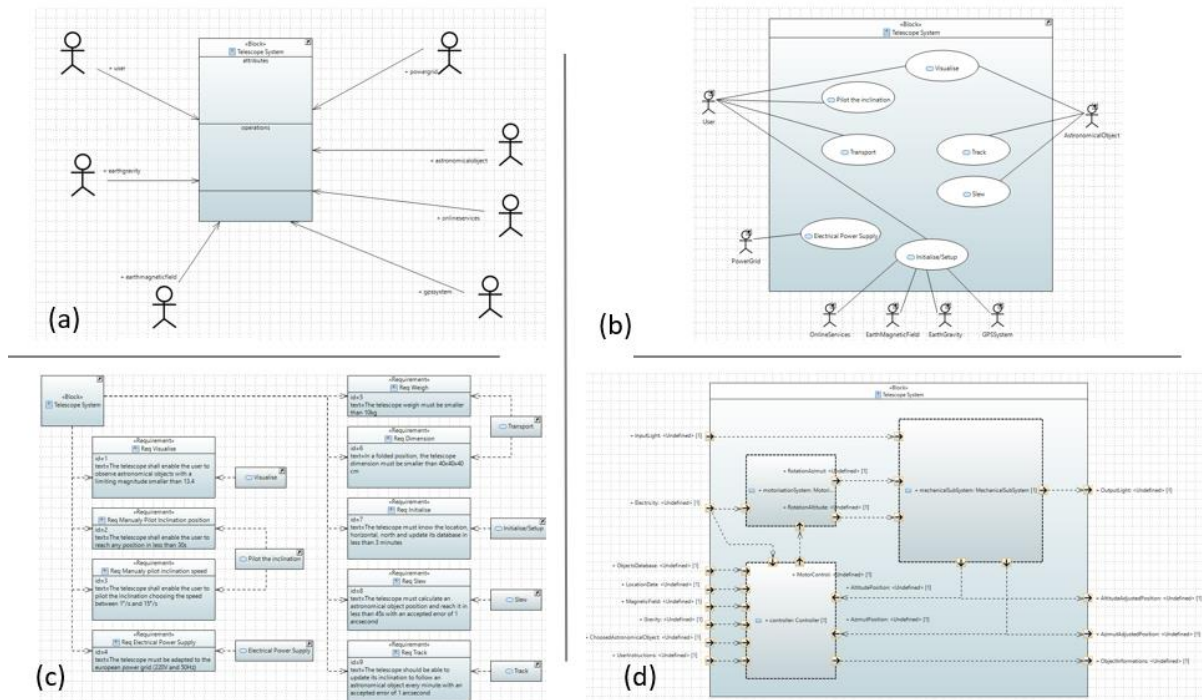 «Block»
Telescope System
attributes
operations
+ user
+ powergrid
+ earthgravity
+ astronomicalobject
+ onlineservices
+ earthmagneticfield
+ gpssystem
(a)
«Block»
Telescope System
Visualise
Pilot the inclination
User
AstronomicalObject
Transport
Track
Slew
Electrical Power Supply
PowerGrid
Initialise/Setup
OnlineServices
EarthMagneticField
EarthGravity
GPSSystem
(b)
«Block»
Telescope System
«Requirement»
Req Visualise
id=1
text=The telescope shall enable the user to
observe astronomical objects with a
limiting magnitude smaller than 13.4
Visualise
«Requirement»
Req Manualy Pilot Inclination position
id=2
text=The telescope shall enable the user to
reach any position in less than 30s
Pilot the inclination
«Requirement»
Req Manualy pilot inclination speed
id=3
text=The telescope shall enable the user to
pilot the inclination choosing the speed
between 1°/s and 15°/s
«Requirement»
Req Electrical Power Supply
id=4
text=The telescope must be adapted to the
european power grid (220V and 50Hz)
Electrical Power Supply
«Requirement»
Req Weigh
text=The telescope weigh must be smaller
than 10kg
Transport
«Requirement»
Req Dimension
id=6
text=In a folded position, the telescope
dimension must be smaller than 40x40x40
cm
«Requirement»
Req Initialise
id=7
text=The telescope must know the location,
horizontal, north and update its database in
less than 3 minutes
Initialise/Setup
«Requirement»
Req Slew
id=8
text=The telescope must calculate an
astronomical object position and reach it in
less than 45s with an accepted error of 1
arcsecond
Slew
«Requirement»
Req Track
id=9
text=The telescope should be able to
update its inclination to follow an
astronomical object every minute with an
accepted error of 1 arcsecond
Track
(c)
«Block»
Telescope System
+ InputLight: <Undefined> [1]
+ RotationAzimut: <Undefined> [1]
+ motorisationSystem: Motori...
+ mechanicalSubSystem: MechanicalSubSystem [1]
+ OutputLight: <Undefined> [1]
+ Electricity: <Undefined> [1]
+ RotationAltitude: <Undefined> [1]
+ ObjectsDatabase: <Undefined> [1]
+ MotorControl: <Undefined> [1]
+ LocationData: <Undefined> [1]
+ AltitudePosition: <Undefined> [1]
+ AltitudeAdjustedPosition: <Undefined> [1]
+ MagneticField: <Undefined> [1]
+ Gravity: <Undefined> [1]
+ controller: Controller [1]
+ AzimutPosition: <Undefined> [1]
+ ChoosedAstronomicalObject: <Undefined> [1]
+ AzimutAdjustedPosition: <Undefined> [1]
+ UserInstructions: <Undefined> [1]
+ ObjectInformations: <Undefined> [1]
(d)